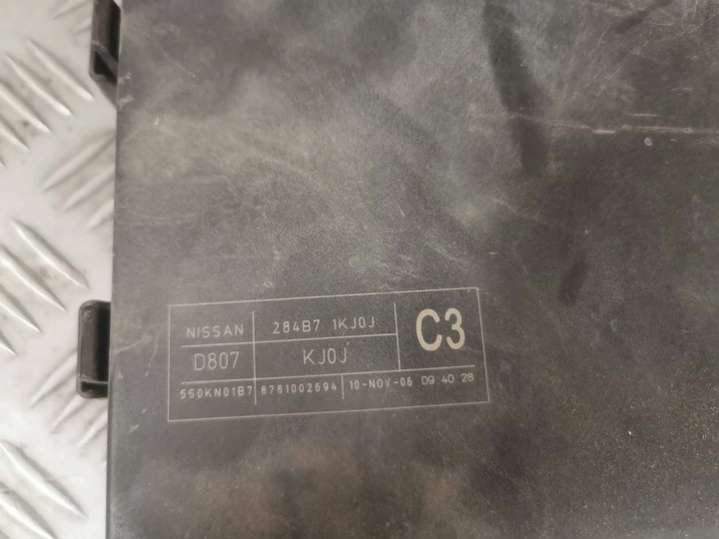 NISSAN 284B7 1KJ0J C3
D807 KJ0J
550KN01B7 8781002694 10-NOV-06 09 40 28